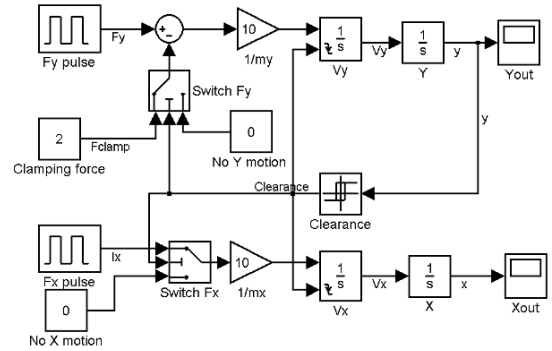 Fy pulse
Fy
+
-
10
1/my
1
s
Vy
Vy
1
s
Y
y
Yout
Switch Fy
2
Clamping force
Fclamp
0
No Y motion
y
Clearance
Clearance
Fx pulse
Ix
0
No X motion
Switch Fx
10
1/mx
1
s
Vx
Vx
1
s
X
x
Xout